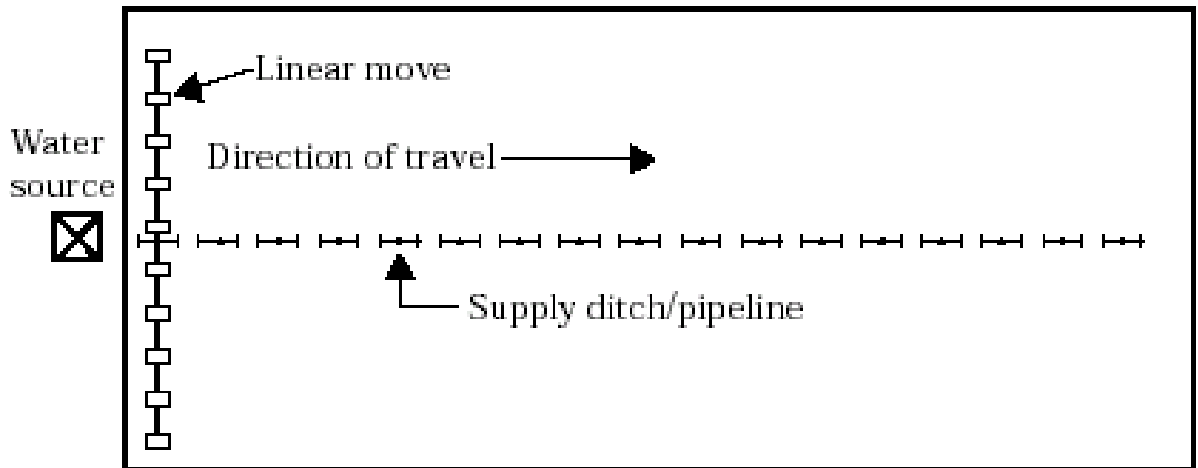 Linear move
Water
source
Direction of travel
Supply ditch/pipeline